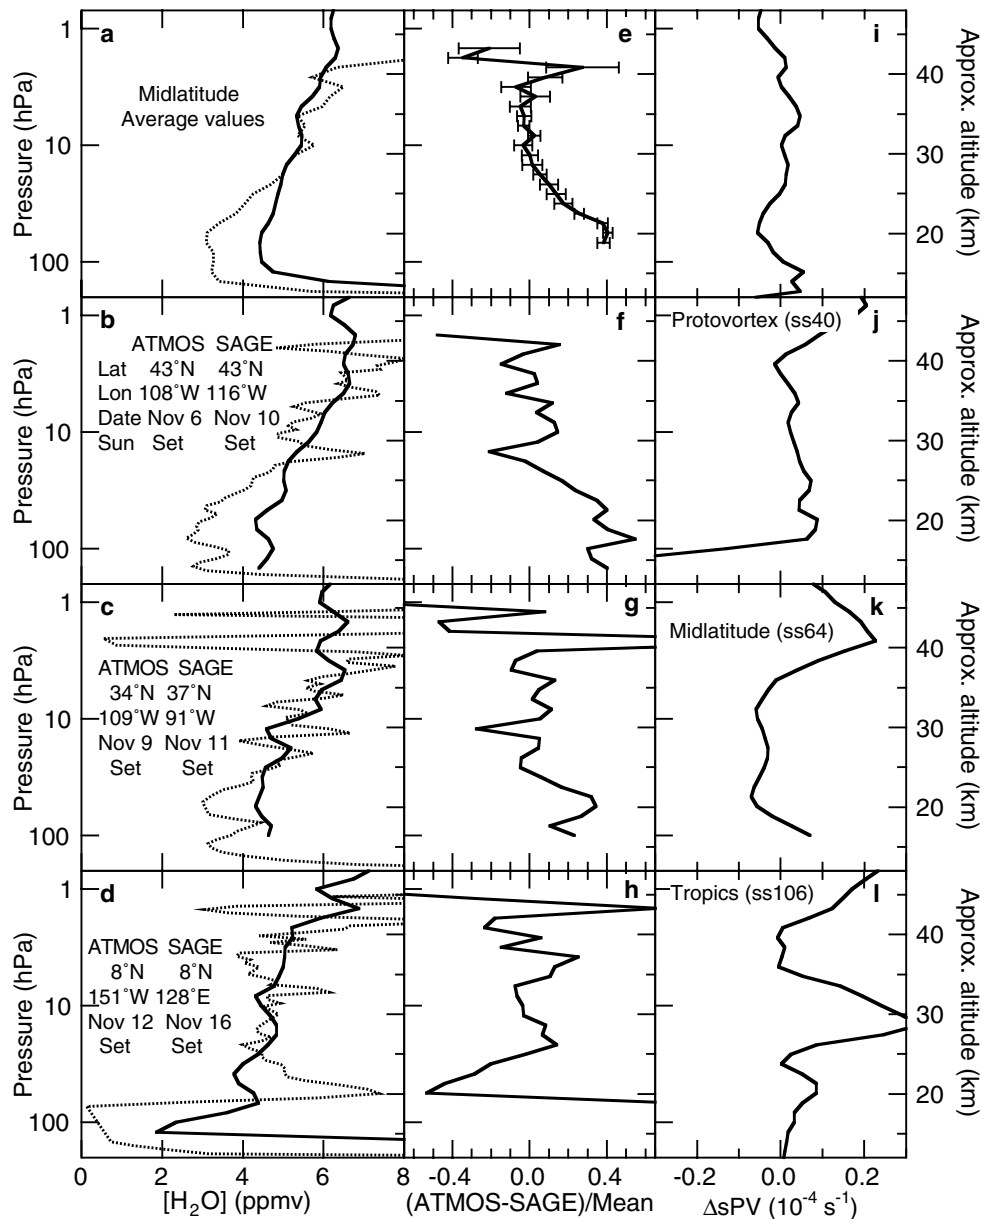 a
e
i
1
10
100
Pressure (hPa)
Midlatitude
Average values
40
30
20
Approx. altitude (km)
b
f
j
1
10
100
Pressure (hPa)
ATMOS SAGE
Lat 43°N 43°N
Lon 108°W 116°W
Date Nov 6 Nov 10
Sun Set Set
Protovortex (ss40)
40
30
20
Approx. altitude (km)
c
g
k
1
10
100
Pressure (hPa)
ATMOS SAGE
34°N 37°N
109°W 91°W
Nov 9 Nov 11
Set Set
Midlatitude (ss64)
40
30
20
Approx. altitude (km)
d
h
l
1
10
100
Pressure (hPa)
ATMOS SAGE
8°N 8°N
151°W 128°E
Nov 12 Nov 16
Set Set
Tropics (ss106)
40
30
20
Approx. altitude (km)
0 2 4 6 8
-0.4 0.0 0.4
-0.2 0.0 0.2
[H₂O] (ppmv)
(ATMOS-SAGE)/Mean
ΔsPV (10⁻⁴ s⁻¹)